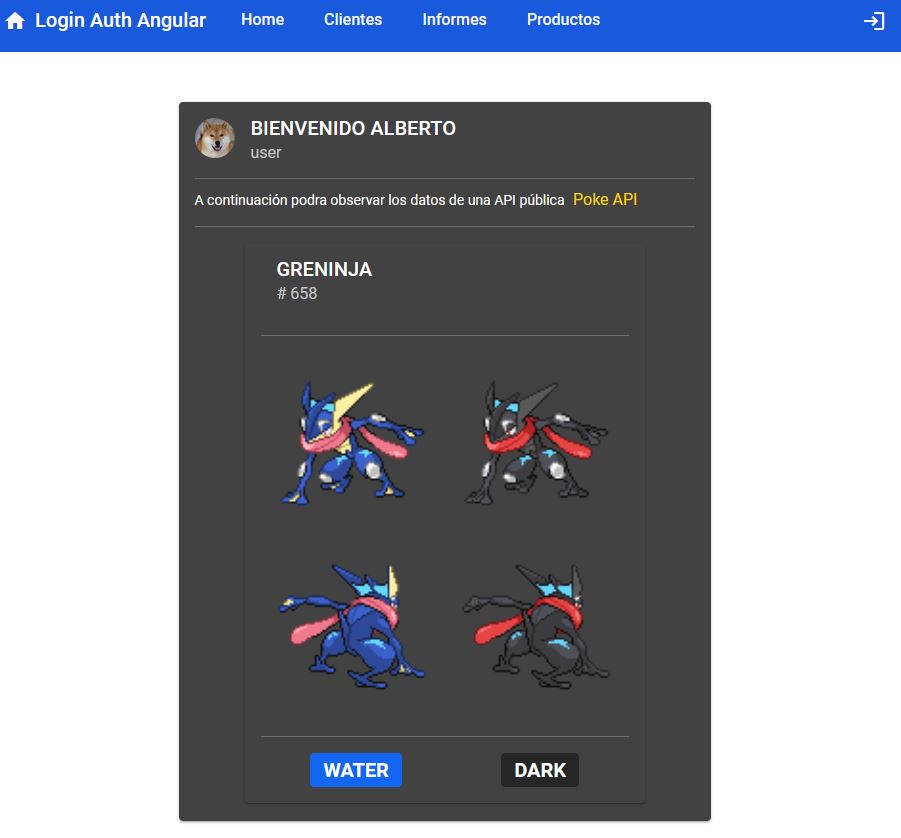 Login Auth Angular Home Clientes Informes Productos
BIENVENIDO ALBERTO
user
A continuación podra observar los datos de una API pública Poke API
GRENINJA
# 658
WATER DARK